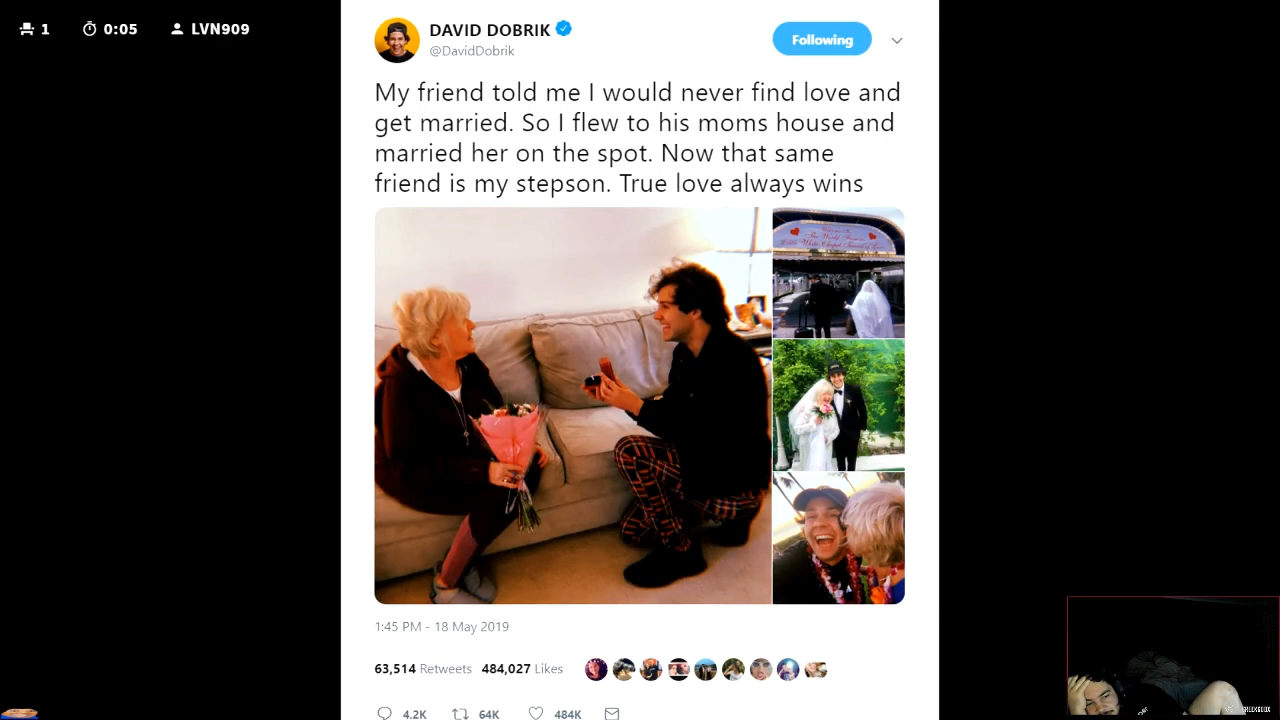 1 0:05 LVN909
DAVID DOBRIK
@DavidDobrik
Following
My friend told me I would never find love and
get married. So I flew to his moms house and
married her on the spot. Now that same
friend is my stepson. True love always wins
1:45 PM - 18 May 2019
63,514 Retweets 484,027 Likes
4.2K 64K 484K